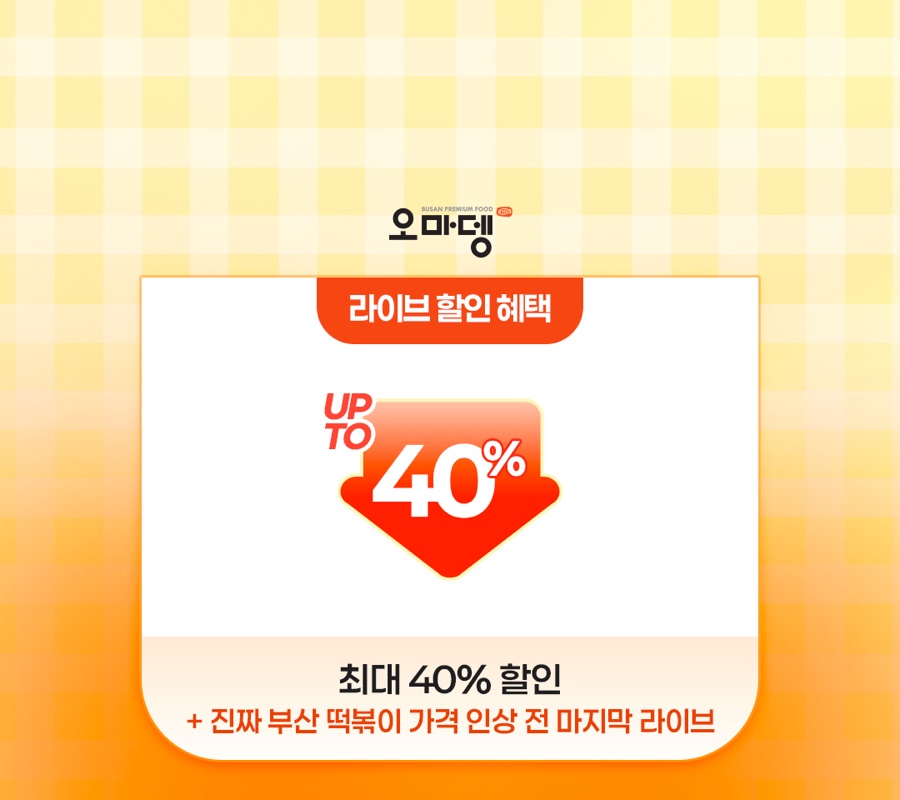 BUSAN PREMIUM FOOD
오마뎅
라이브 할인 혜택
UP
TO
40%
최대 40% 할인
+ 진짜 부산 떡볶이 가격 인상 전 마지막 라이브